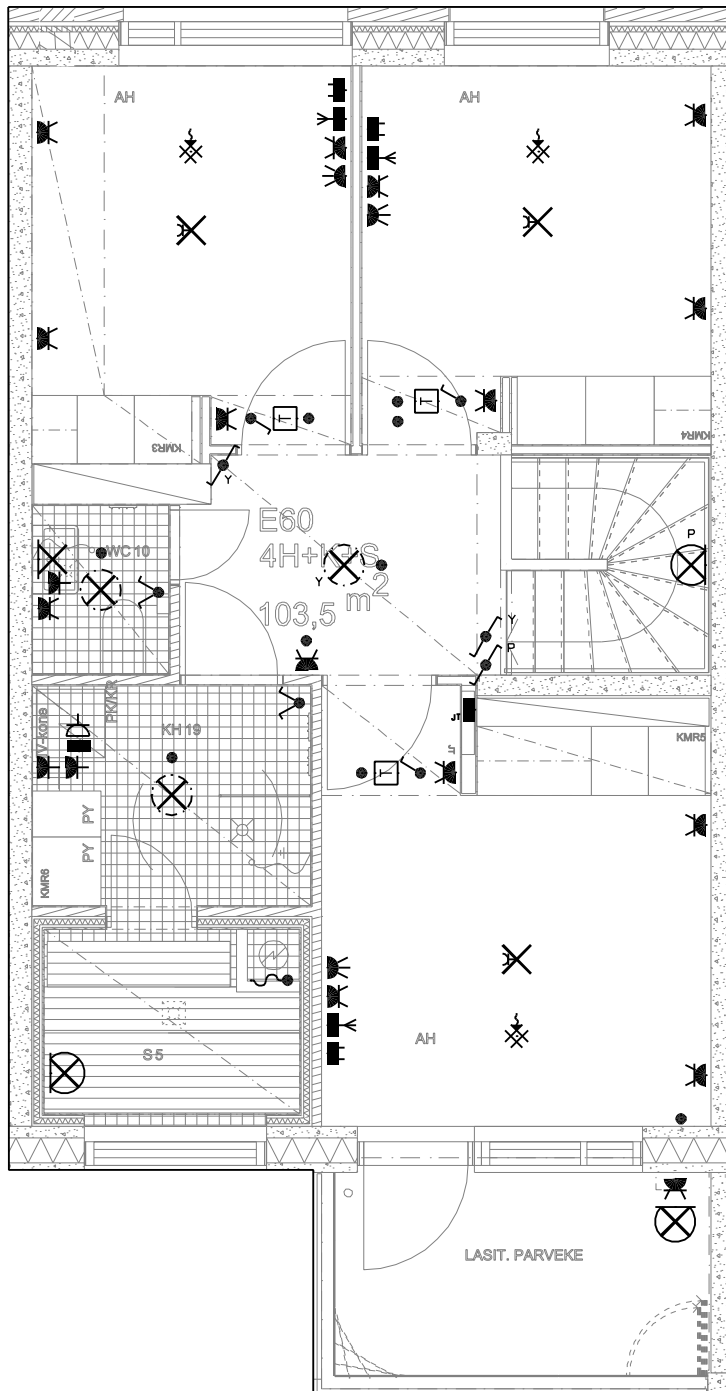 AH
AH
T
T
KMR3
KMR4
Y
E60
4H+K+S
103,5 m2
WC 10
Y
P
Y
P
PK/KR
KH 19
JT
JT
KMR5
T
PY
PY
KMR6
S 5
AH
LASIT. PARVEKE